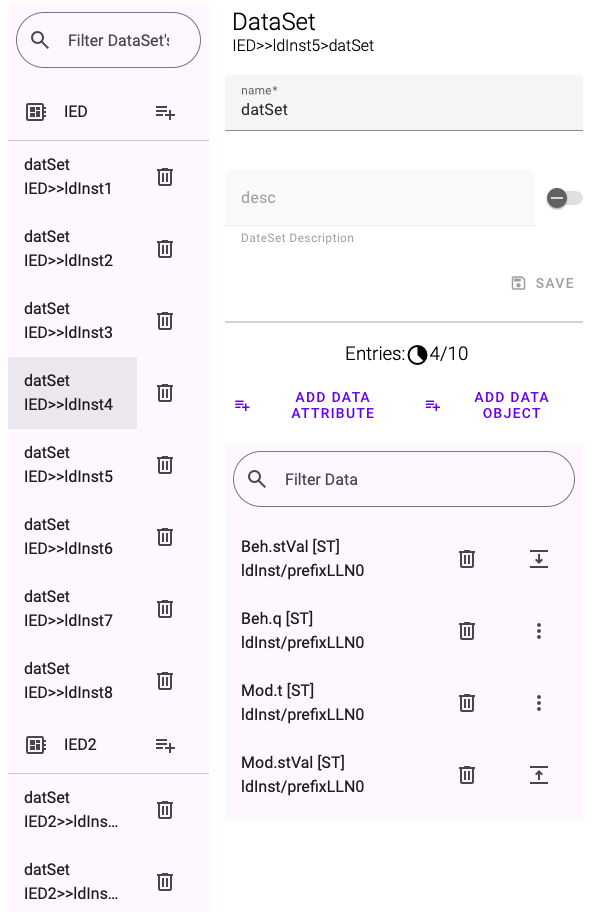 Filter DataSet's
IED
datSet
IED>>ldInst1
datSet
IED>>ldInst2
datSet
IED>>ldInst3
datSet
IED>>ldInst4
datSet
IED>>ldInst5
datSet
IED>>ldInst6
datSet
IED>>ldInst7
datSet
IED>>ldInst8
IED2
datSet
IED2>>ldIns...
datSet
IED2>>ldIns...
DataSet
IED>>ldInst5>datSet
name*
datSet
desc
DateSet Description
SAVE
Entries: 4/10
ADD DATA
ATTRIBUTE
ADD DATA
OBJECT
Filter Data
Beh.stVal [ST]
ldInst/prefixLLN0
Beh.q [ST]
ldInst/prefixLLN0
Mod.t [ST]
ldInst/prefixLLN0
Mod.stVal [ST]
ldInst/prefixLLN0